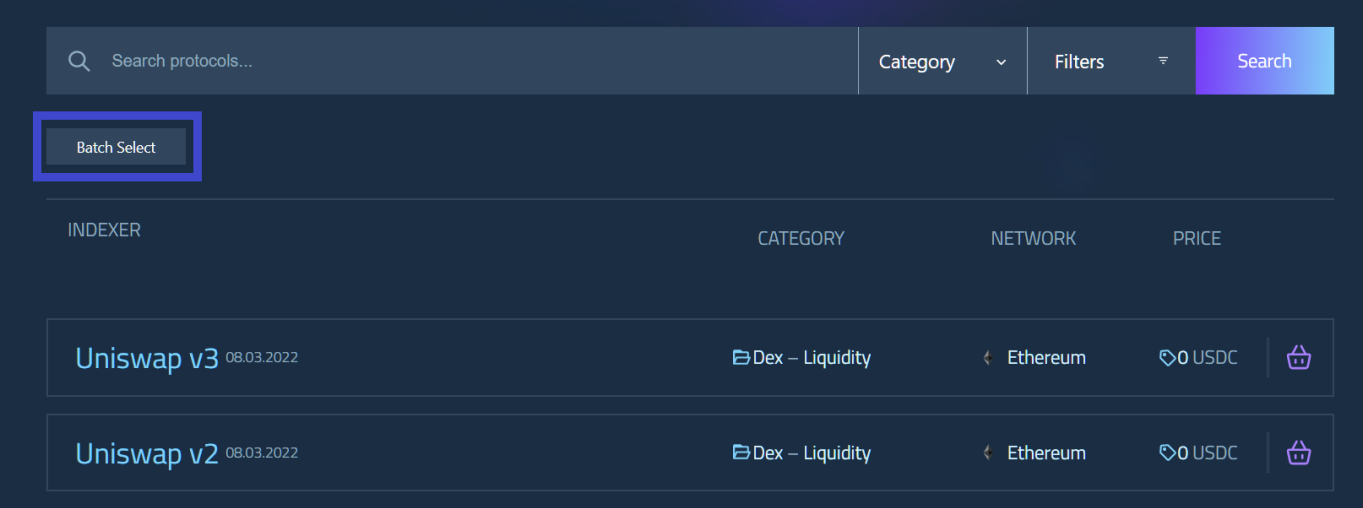 Search protocols... Category Filters Search
Batch Select
INDEXER CATEGORY NETWORK PRICE
Uniswap v3 08.03.2022 Dex – Liquidity Ethereum 0 USDC
Uniswap v2 08.03.2022 Dex – Liquidity Ethereum 0 USDC